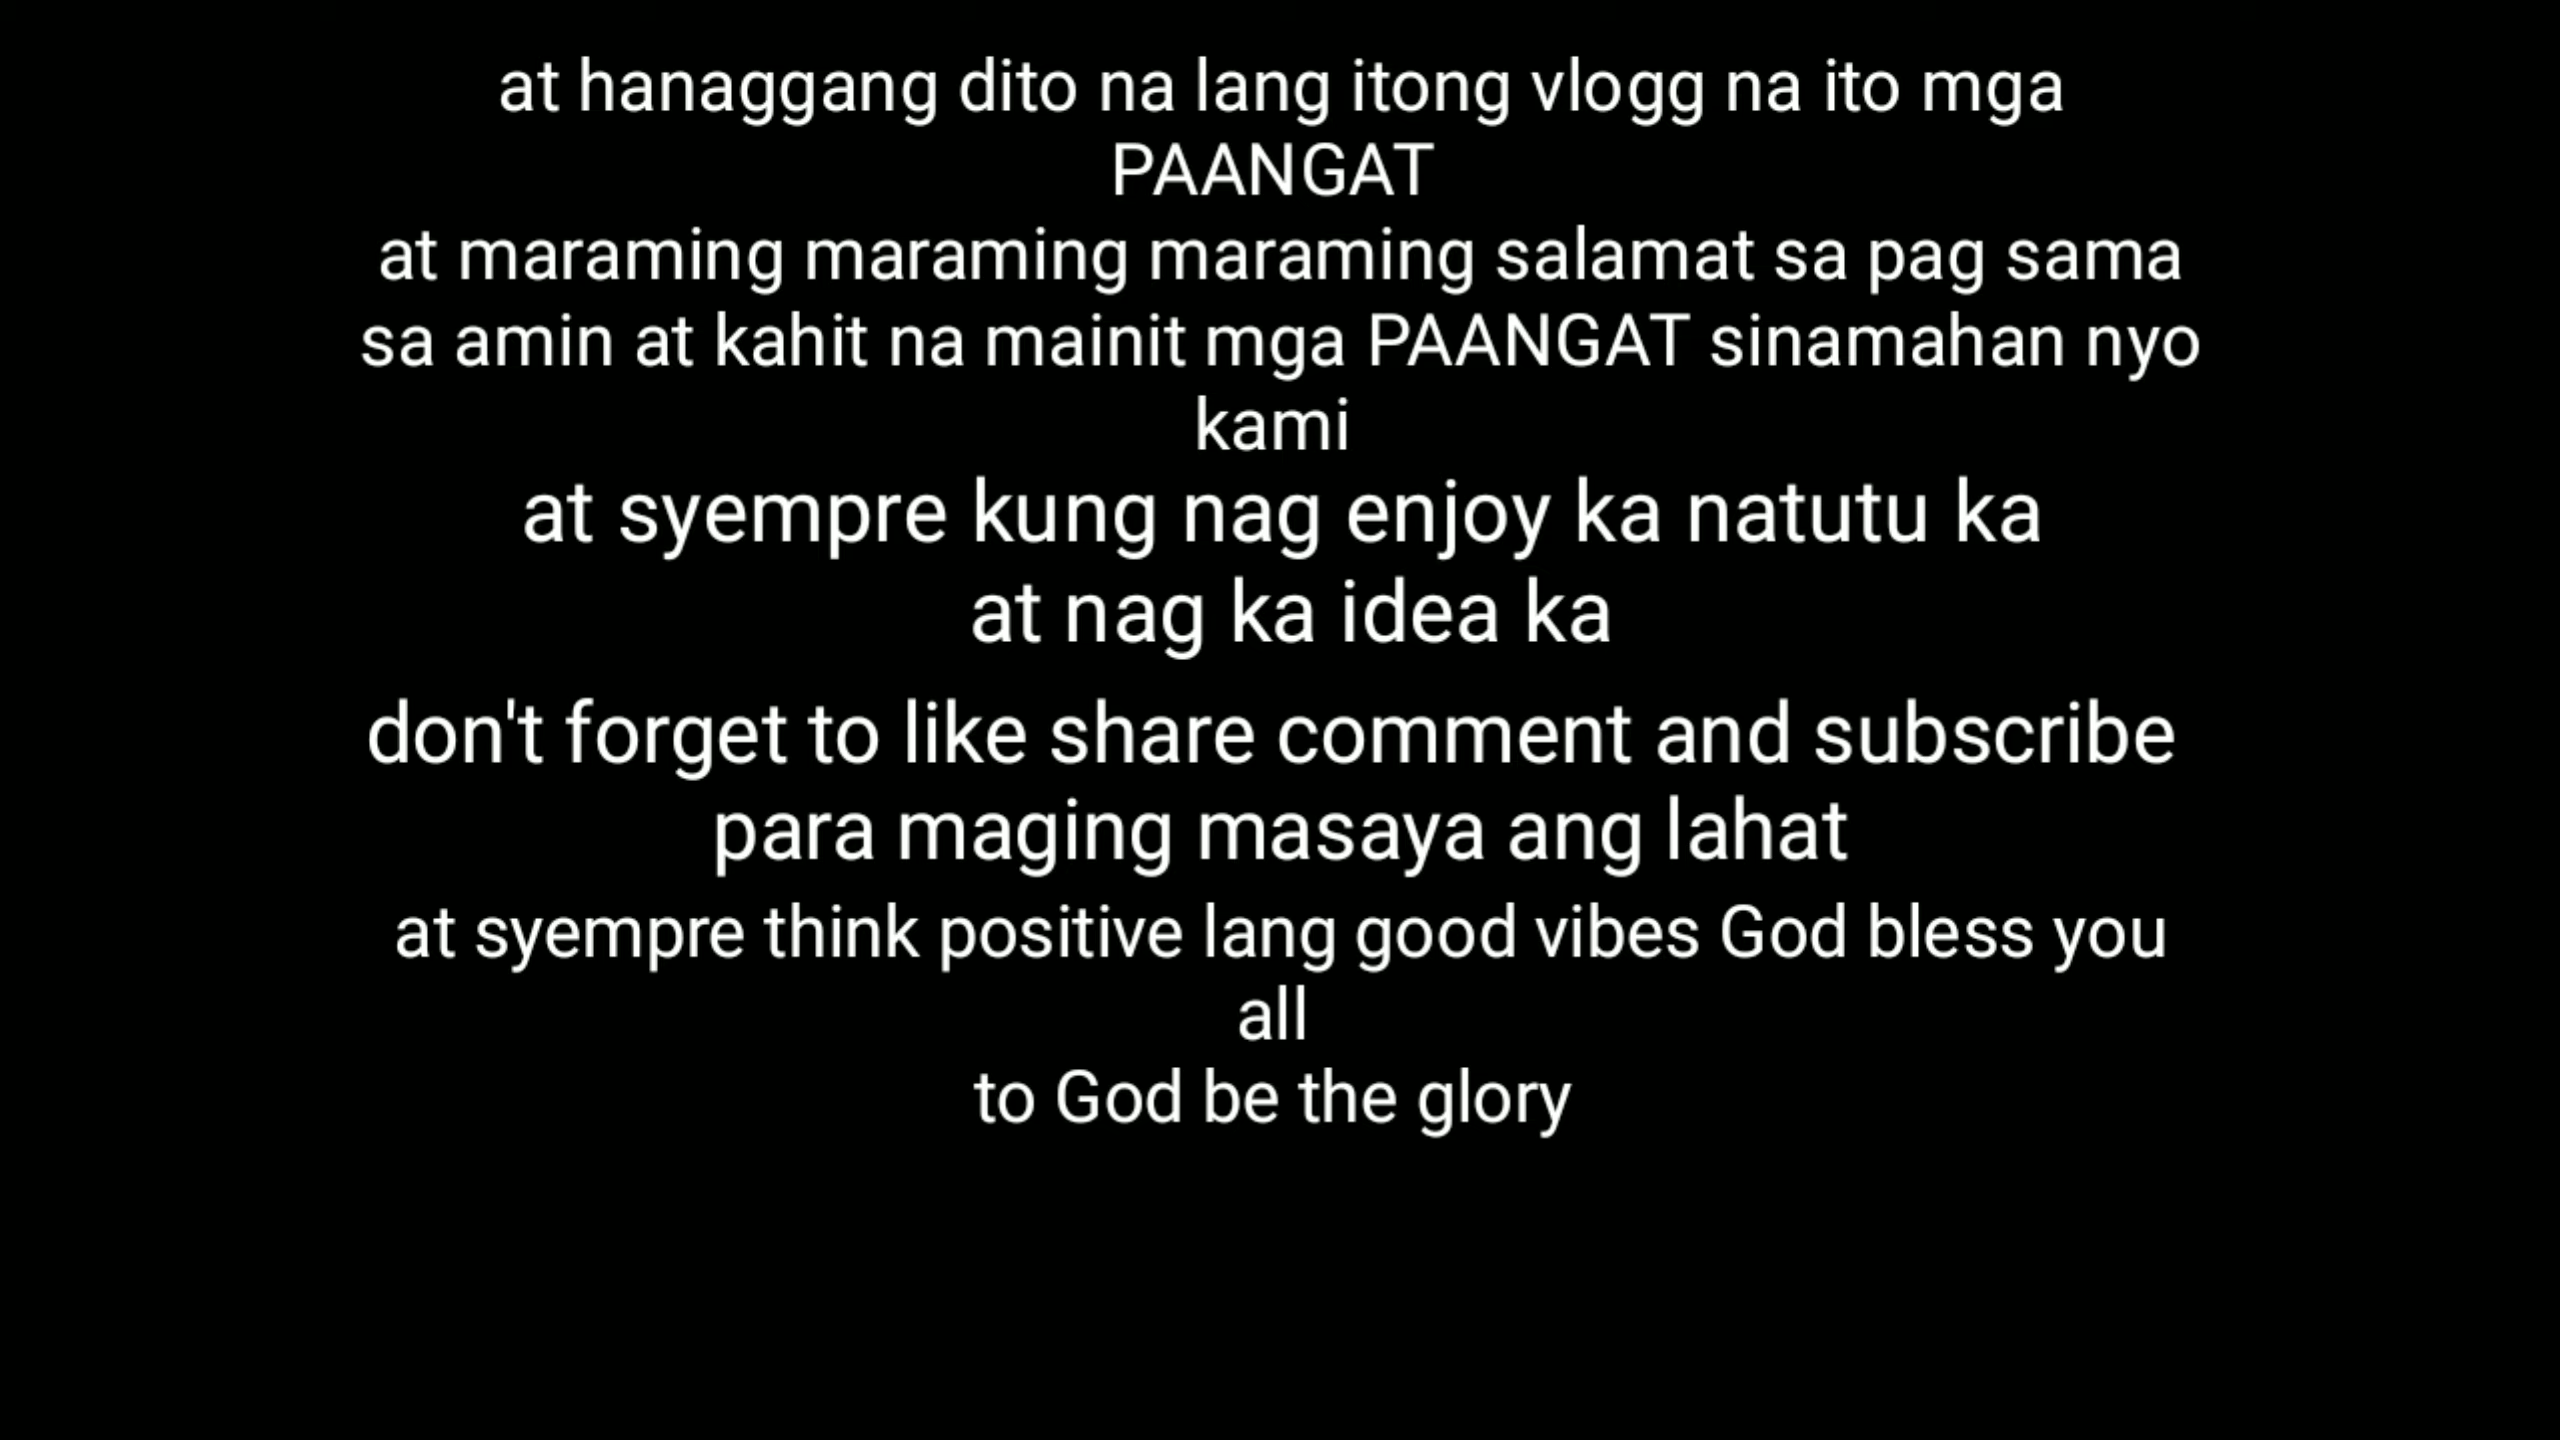 at hanaggang dito na lang itong vlogg na ito mga
PAANGAT
at maraming maraming maraming salamat sa pag sama
sa amin at kahit na mainit mga PAANGAT sinamahan nyo
kami
at syempre kung nag enjoy ka natutu ka
at nag ka idea ka
don't forget to like share comment and subscribe
para maging masaya ang lahat
at syempre think positive lang good vibes God bless you
all
to God be the glory